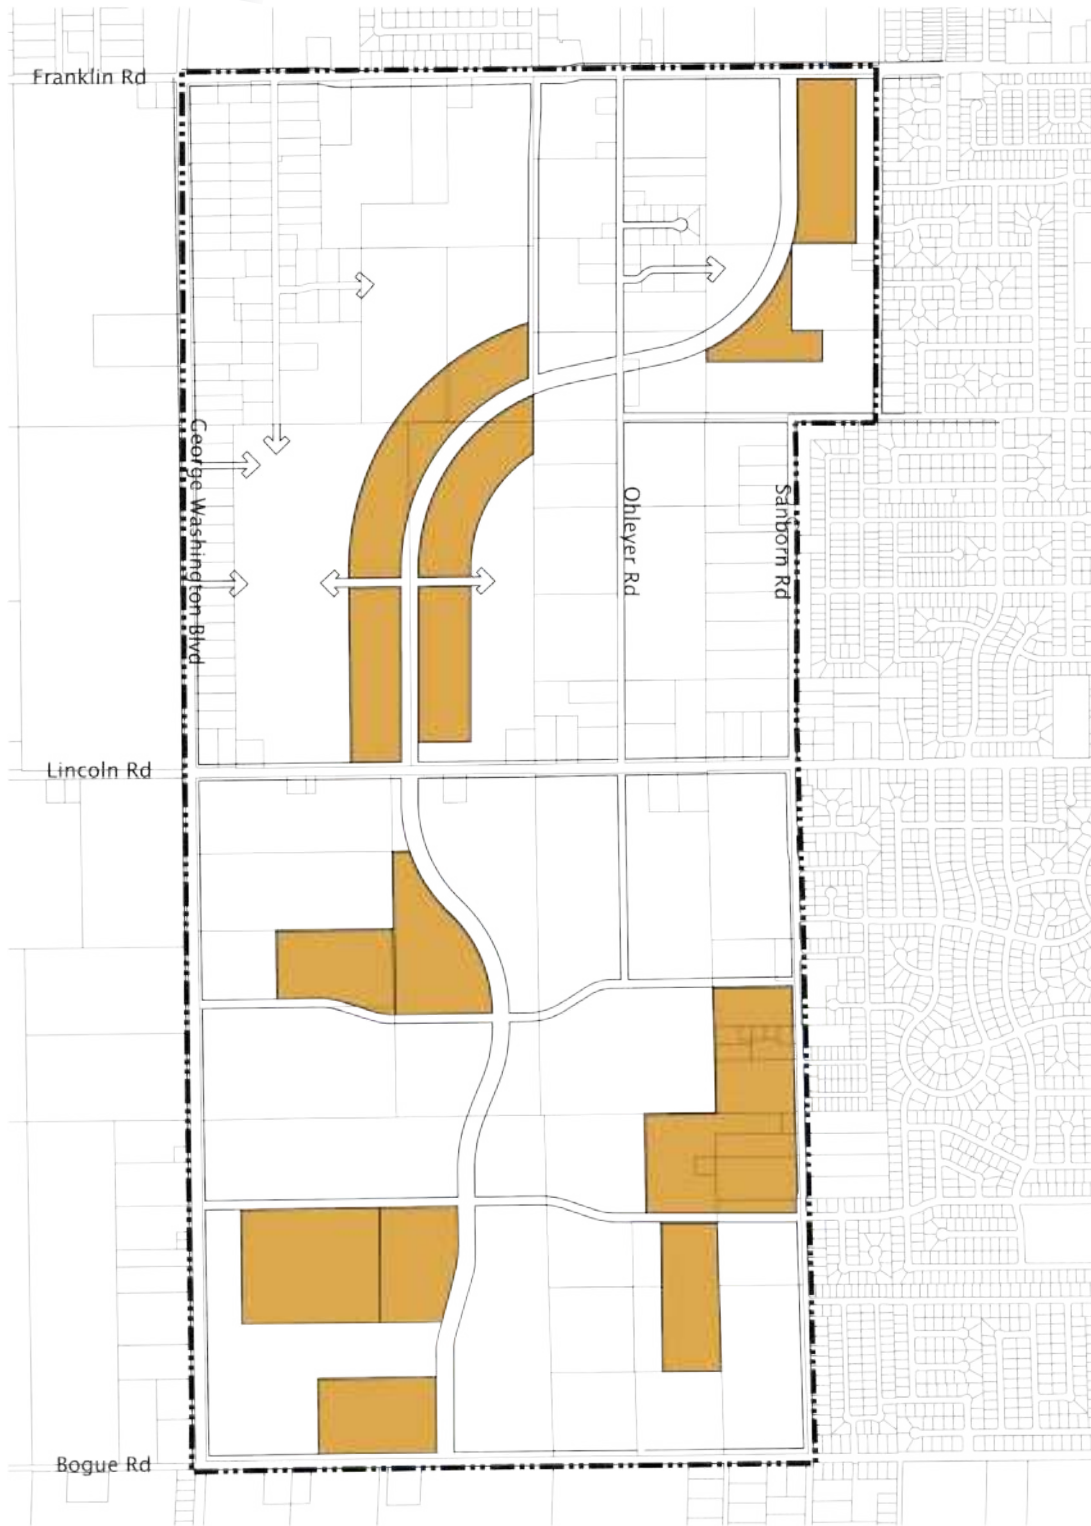 Franklin Rd
George Washington Blvd
Ohleyer Rd
Sanborn Rd
Lincoln Rd
Bogue Rd